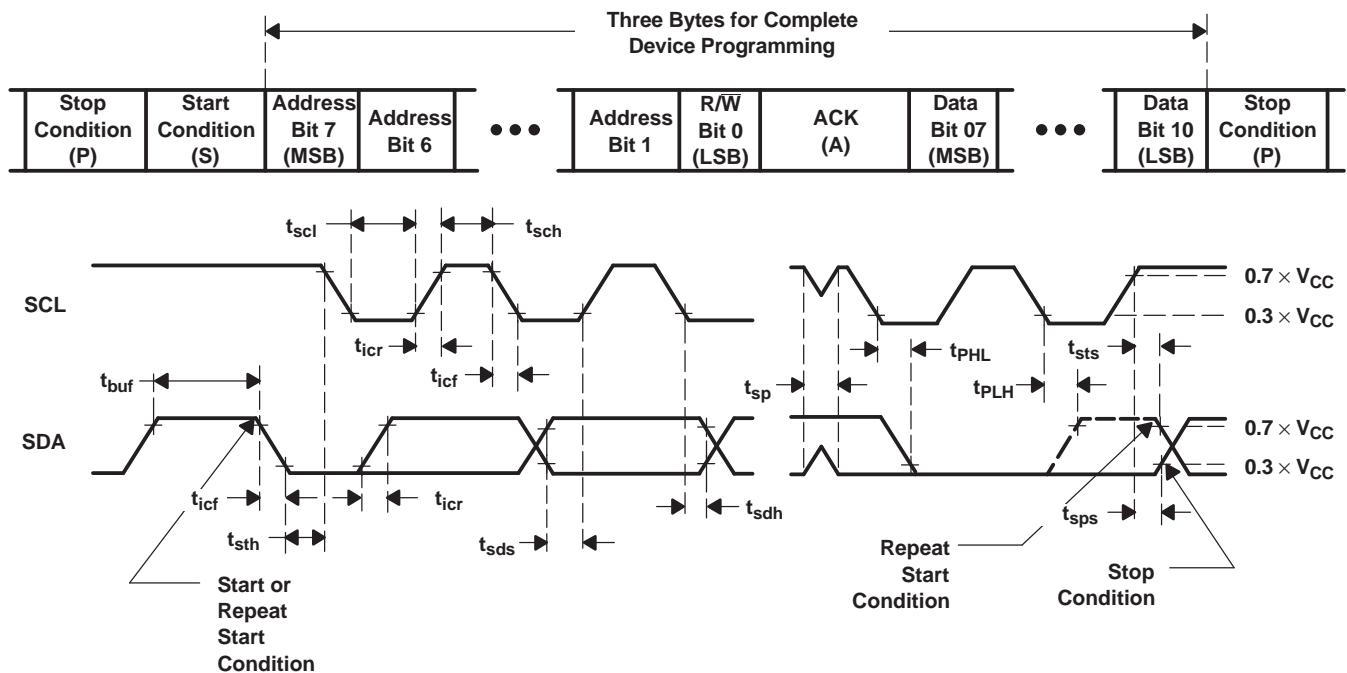 Three Bytes for Complete
Device Programming
Stop
Condition
(P)
Start
Condition
(S)
Address
Bit 7
(MSB)
Address
Bit 6
•••
Address
Bit 1
R/W̅
Bit 0
(LSB)
ACK
(A)
Data
Bit 07
(MSB)
•••
Data
Bit 10
(LSB)
Stop
Condition
(P)
tscl
tsch
0.7 × VCC
SCL
0.3 × VCC
ticr
tPHL
tsts
tbuf
ticf
tsp
tPLH
SDA
0.7 × VCC
0.3 × VCC
ticf
ticr
tsdh
tsps
tsth
tsds
Start or
Repeat
Start
Condition
Repeat
Start
Condition
Stop
Condition